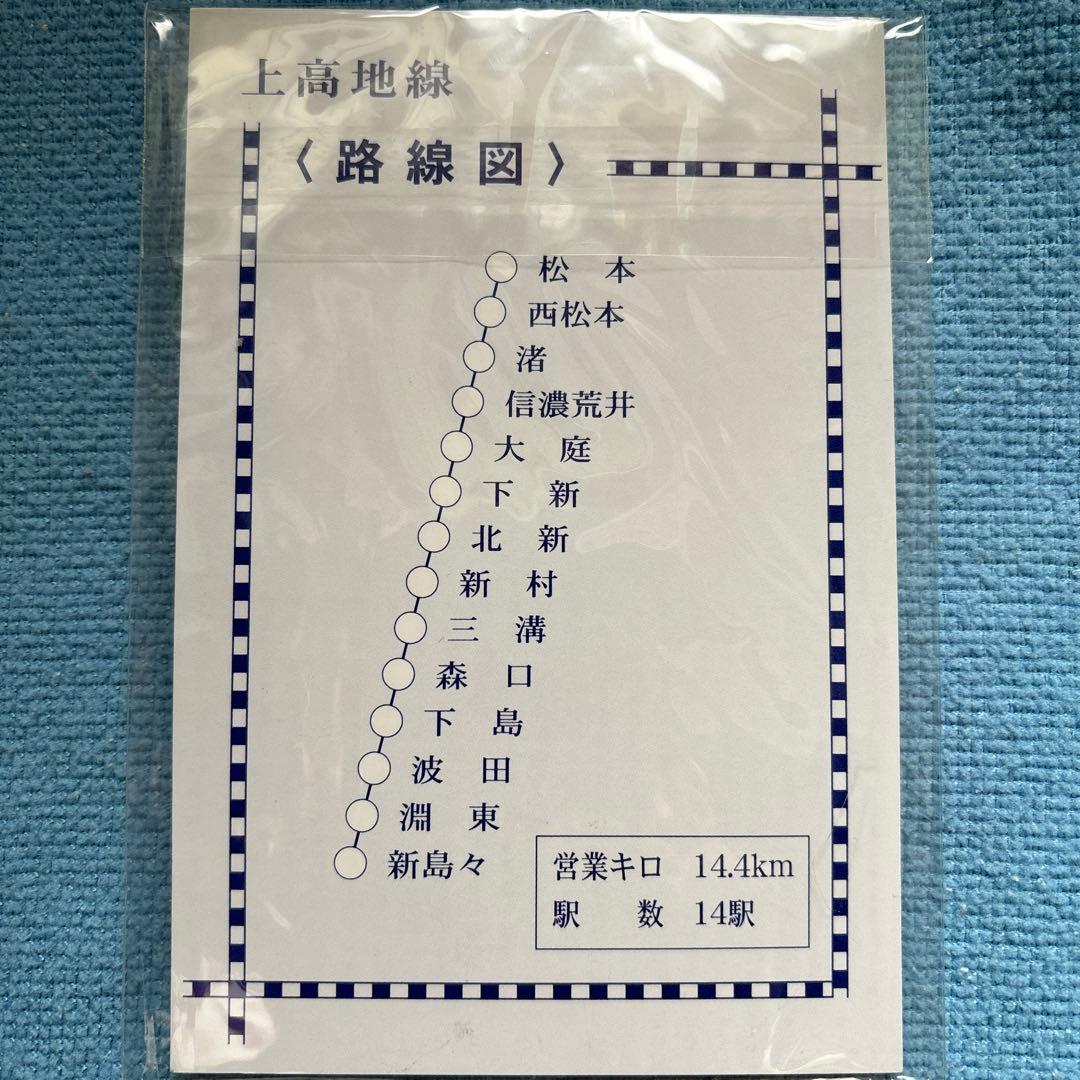 上高地線
〈路線図〉
松　本
西松本
渚
信濃荒井
大　庭
下　新
北　新
新　村
三　溝
森　口
下　島
波　田
淵　東
新島々
営業キロ　14.4km
駅　　数　14駅